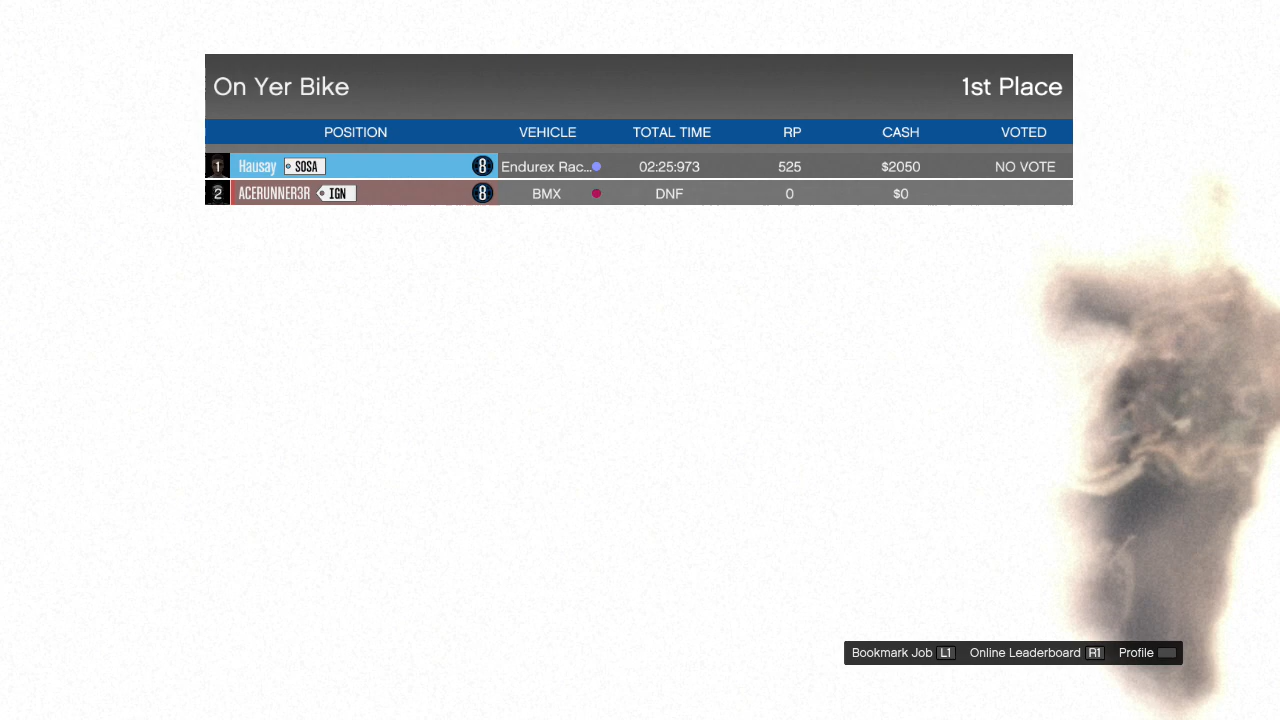 On Yer Bike 1st Place
POSITION VEHICLE TOTAL TIME RP CASH VOTED
1 Hausay SOSA 8 Endurex Rac... 02:25:973 525 $2050 NO VOTE
2 ACERUNNER3R IGN 8 BMX DNF 0 $0
Bookmark Job L1 Online Leaderboard R1 Profile